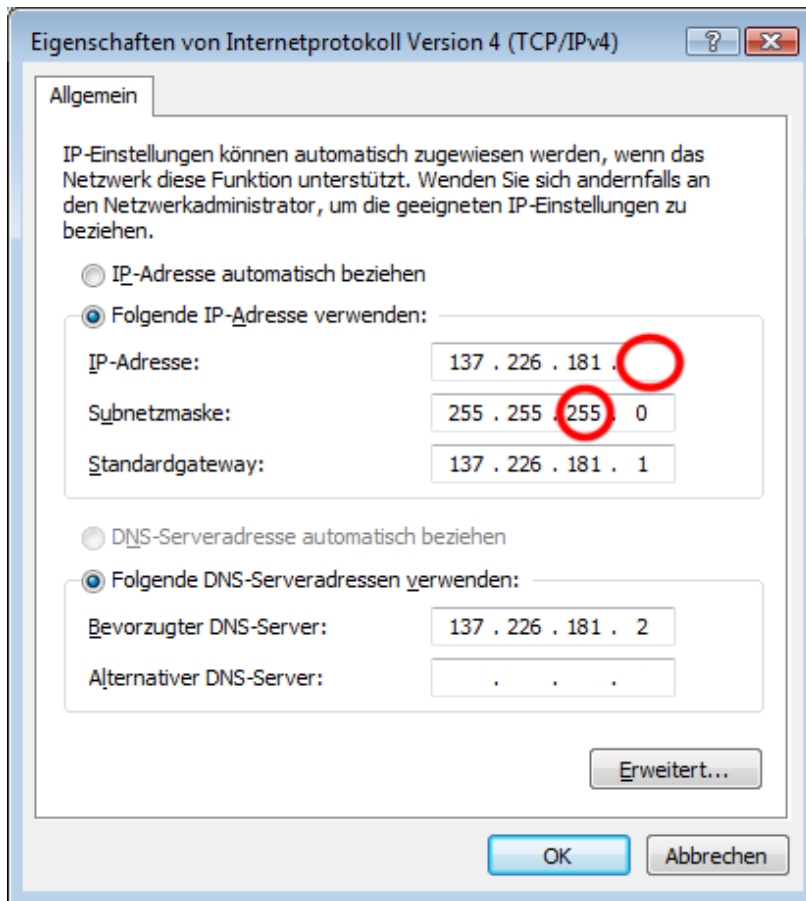 Eigenschaften von Internetprotokoll Version 4 (TCP/IPv4)
?
Allgemein
IP-Einstellungen können automatisch zugewiesen werden, wenn das
Netzwerk diese Funktion unterstützt. Wenden Sie sich andernfalls an
den Netzwerkadministrator, um die geeigneten IP-Einstellungen zu
beziehen.
IP-Adresse automatisch beziehen
Folgende IP-Adresse verwenden:
IP-Adresse: 137 . 226 . 181 .
Subnetzmaske: 255 . 255 . 255 . 0
Standardgateway: 137 . 226 . 181 . 1
DNS-Serveradresse automatisch beziehen
Folgende DNS-Serveradressen verwenden:
Bevorzugter DNS-Server: 137 . 226 . 181 . 2
Alternativer DNS-Server: . . .
Erweitert...
OK Abbrechen